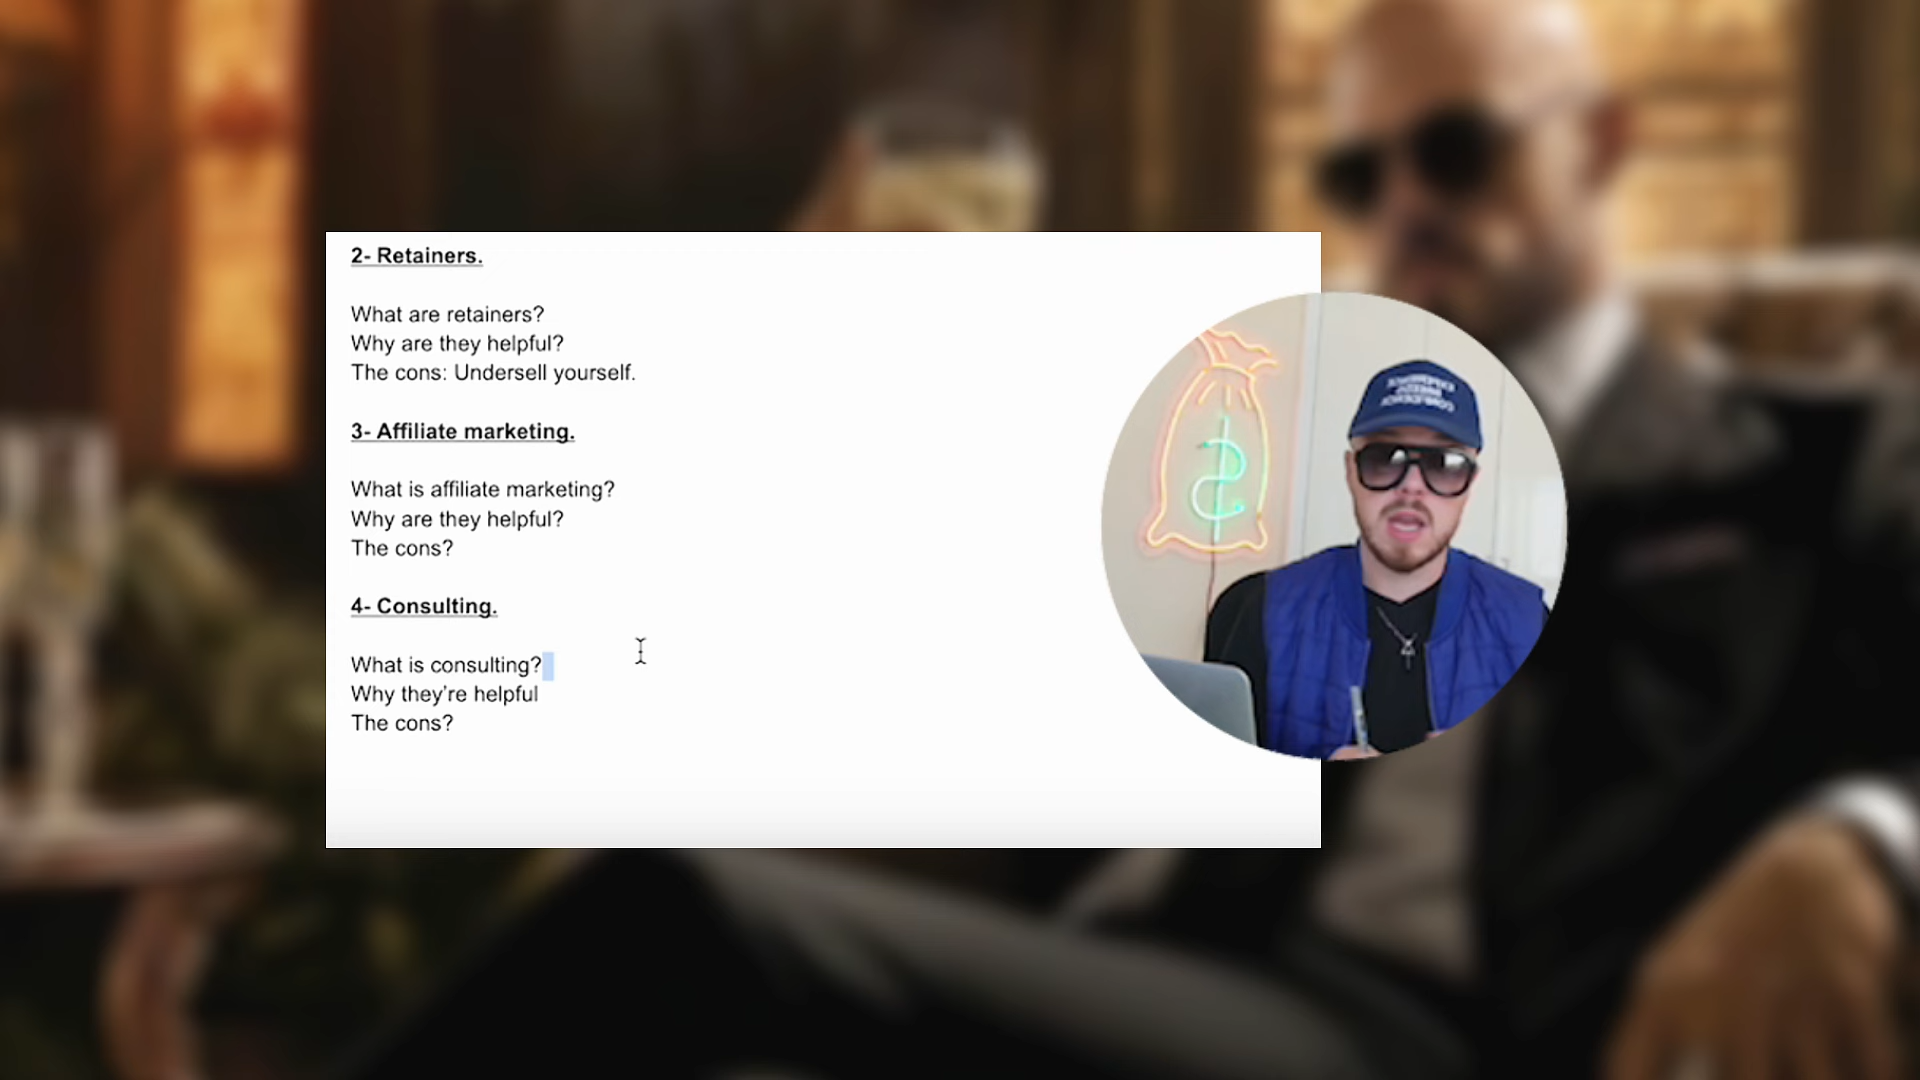 2- Retainers.
What are retainers?
Why are they helpful?
The cons: Undersell yourself.
3- Affiliate marketing.
What is affiliate marketing?
Why are they helpful?
The cons?
4- Consulting.
What is consulting?
Why they’re helpful
The cons?